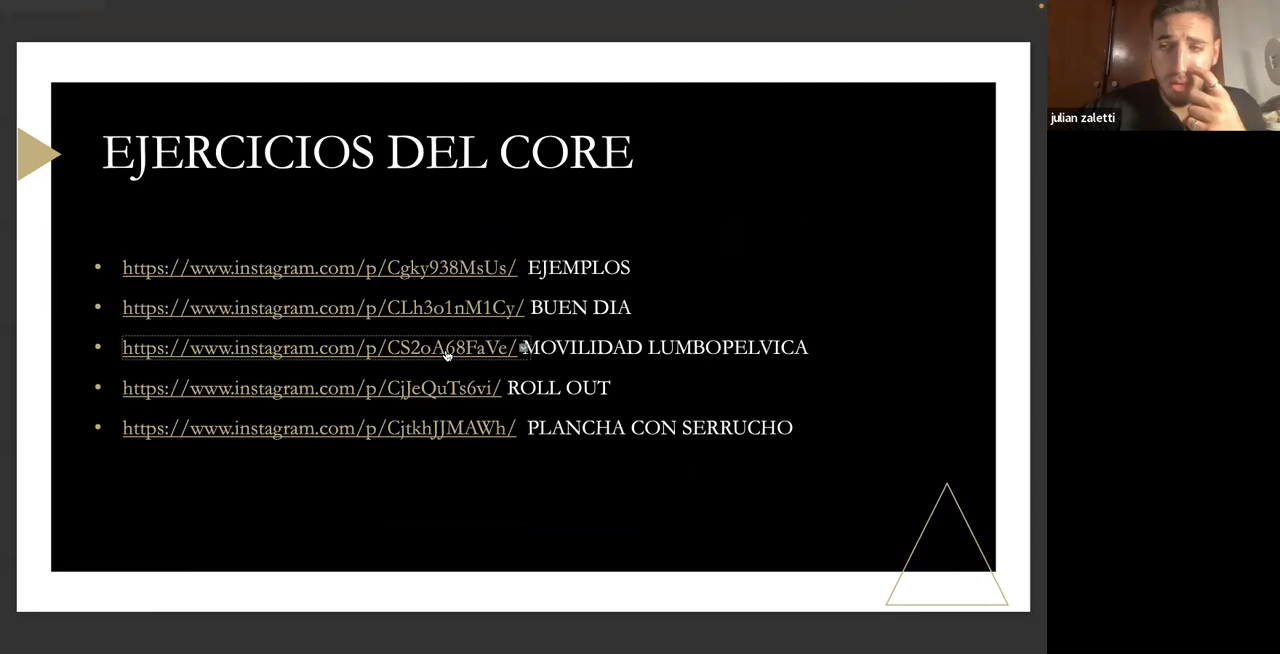 EJERCICIOS DEL CORE
• https://www.instagram.com/p/Cgky938MsUs/ EJEMPLOS
• https://www.instagram.com/p/CLh3o1nM1Cy/ BUEN DIA
• https://www.instagram.com/p/CS2oA68FaVe/ MOVILIDAD LUMBOPELVICA
• https://www.instagram.com/p/CjJeQuTs6vi/ ROLL OUT
• https://www.instagram.com/p/CjtkhJJMAWh/ PLANCHA CON SERRUCHO
julian zaletti